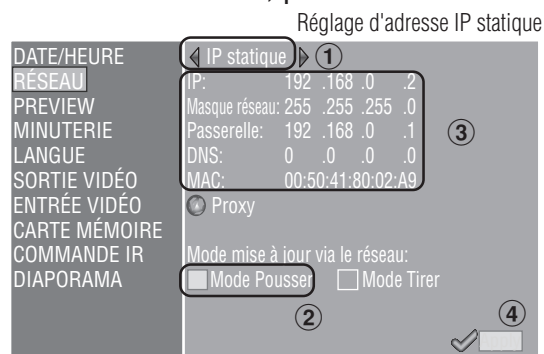 Réglage d'adresse IP statique
DATE/HEURE
RÉSEAU
PREVIEW
MINUTERIE
LANGUE
SORTIE VIDÉO
ENTRÉE VIDÉO
CARTE MÉMOIRE
COMMANDE IR
DIAPORAMA
IP statique 1
IP: 192 .168 .0 .2
Masque réseau: 255 .255 .255 .0
Passerelle: 192 .168 .0 .1
3
DNS: 0 .0 .0 .0
MAC: 00:50:41:80:02:A9
Proxy
Mode mise à jour via le réseau:
Mode Pousser Mode Tirer
2
4